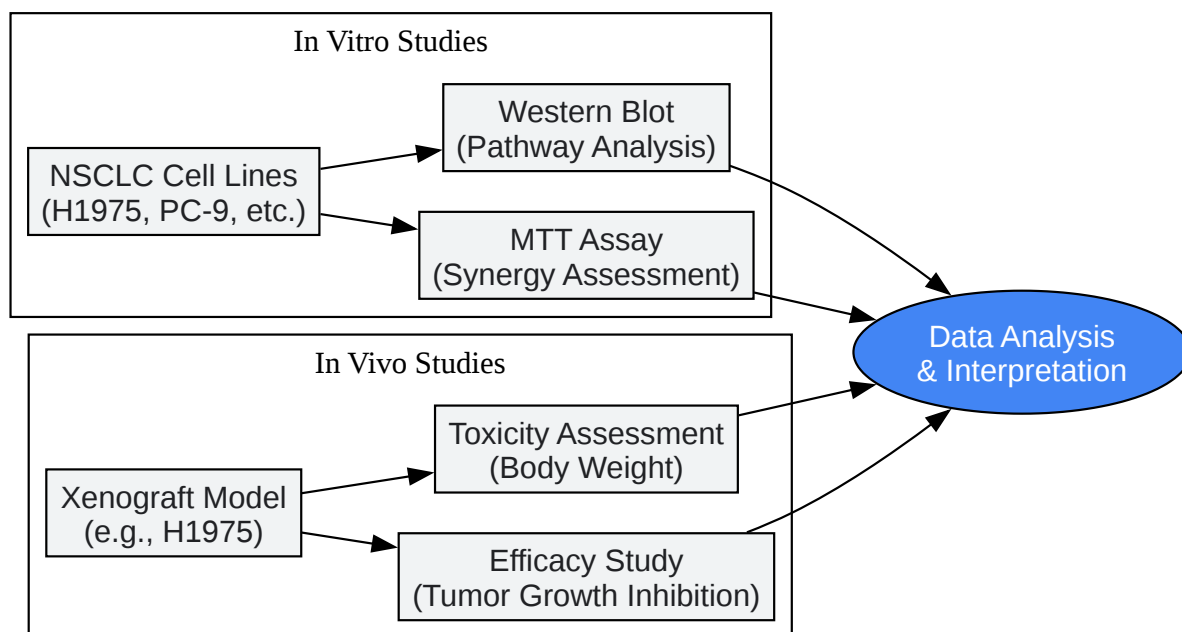 In Vitro Studies
NSCLC Cell Lines
(H1975, PC-9, etc.)
Western Blot
(Pathway Analysis)
MTT Assay
(Synergy Assessment)
In Vivo Studies
Xenograft Model
(e.g., H1975)
Toxicity Assessment
(Body Weight)
Efficacy Study
(Tumor Growth Inhibition)
Data Analysis
& Interpretation